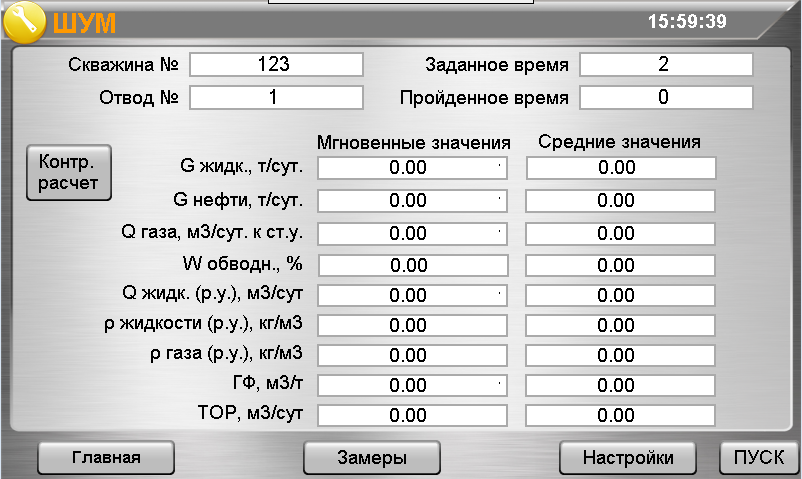 ШУМ 15:59:39
Скважина № 123 Заданное время 2
Отвод № 1 Пройденное время 0
Мгновенные значения Средние значения
Контр.
расчет
G жидк., т/сут. 0.00 0.00
G нефти, т/сут. 0.00 0.00
Q газа, м3/сут. к ст.у. 0.00 0.00
W обводн., % 0.00 0.00
Q жидк. (р.у.), м3/сут 0.00 0.00
ρ жидкости (р.у.), кг/м3 0.00 0.00
ρ газа (р.у.), кг/м3 0.00 0.00
ГФ, м3/т 0.00 0.00
ТОР, м3/сут 0.00 0.00
Главная Замеры Настройки ПУСК